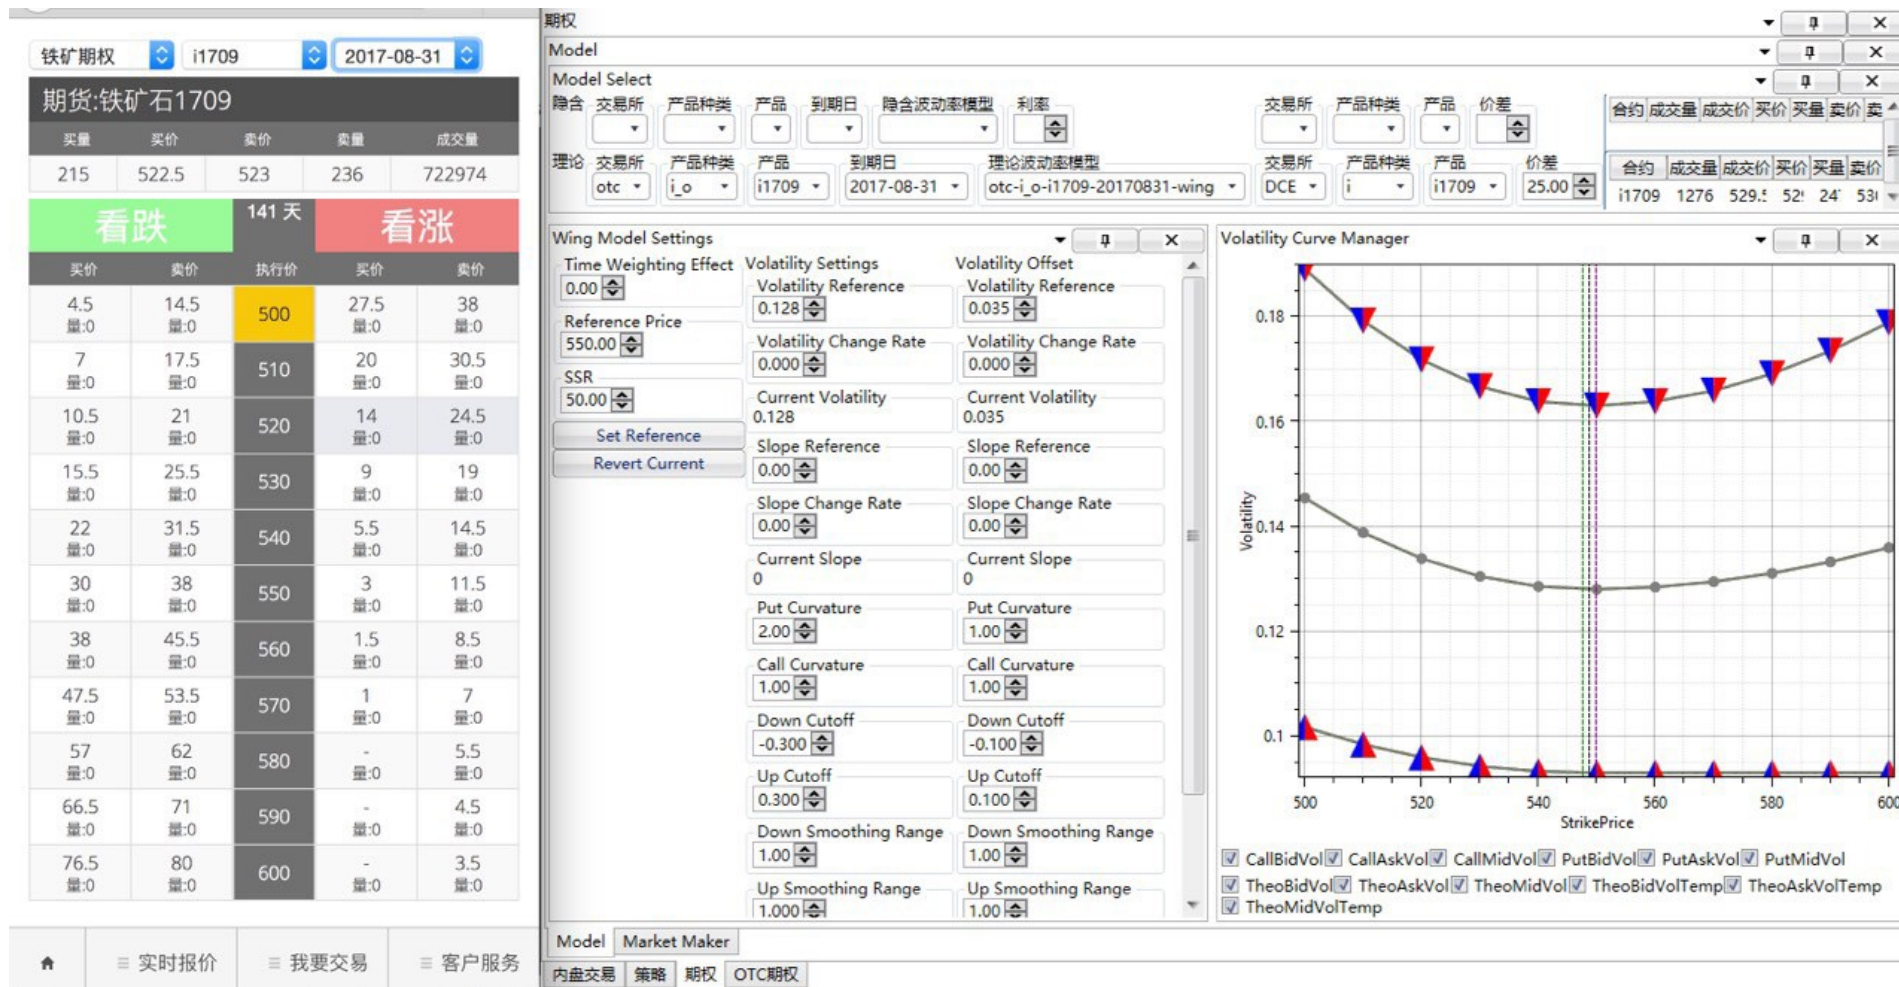 铁矿期权 i1709 2017-08-31
期货:铁矿石1709
买量 买价 卖价 卖量 成交量
215 522.5 523 236 722974
看跌 141 天 看涨
买价 卖价 执行价 买价 卖价
4.5 14.5 500 27.5 38
量:0 量:0 量:0 量:0
7 17.5 510 20 30.5
量:0 量:0 量:0 量:0
10.5 21 520 14 24.5
量:0 量:0 量:0 量:0
15.5 25.5 530 9 19
量:0 量:0 量:0 量:0
22 31.5 540 5.5 14.5
量:0 量:0 量:0 量:0
30 38 550 3 11.5
量:0 量:0 量:0 量:0
38 45.5 560 1.5 8.5
量:0 量:0 量:0 量:0
47.5 53.5 570 1 7
量:0 量:0 量:0 量:0
57 62 580 - 5.5
量:0 量:0 量:0 量:0
66.5 71 590 - 4.5
量:0 量:0 量:0 量:0
76.5 80 600 - 3.5
量:0 量:0 量:0 量:0
实时报价 我要交易 客户服务
期权
Model
Model Select
隐含 交易所 产品种类 产品 到期日 隐含波动率模型 利率 交易所 产品种类 产品 价差
理论 交易所 产品种类 产品 到期日 理论波动率模型 交易所 产品种类 产品 价差
otc i_o i1709 2017-08-31 otc-i_o-i1709-20170831-wing DCE i i1709 25.00
合约 成交量 成交价 买价 买量 卖价 卖
合约 成交量 成交价 买价 买量 卖价
i1709 1276 529.5 52 24 53
Wing Model Settings
Time Weighting Effect
0.00
Reference Price
550.00
SSR
50.00
Set Reference
Revert Current
Volatility Settings Volatility Offset
Volatility Reference Volatility Reference
0.128 0.035
Volatility Change Rate Volatility Change Rate
0.000 0.000
Current Volatility Current Volatility
0.128 0.035
Slope Reference Slope Reference
0.00 0.00
Slope Change Rate Slope Change Rate
0.00 0.00
Current Slope Current Slope
0 0
Put Curvature Put Curvature
2.00 1.00
Call Curvature Call Curvature
1.00 1.00
Down Cutoff Down Cutoff
-0.300 -0.100
Up Cutoff Up Cutoff
0.300 0.100
Down Smoothing Range Down Smoothing Range
1.00 1.00
Up Smoothing Range Up Smoothing Range
1.000 1.00
Volatility Curve Manager
0.18
0.16
0.14
0.12
0.1
Volatility
500 520 540 560 580 600
StrikePrice
CallBidVol CallAskVol CallMidVol PutBidVol PutAskVol PutMidVol
TheoBidVol TheoAskVol TheoMidVol TheoBidVolTemp TheoAskVolTemp
TheoMidVolTemp
Model Market Maker
内盘交易 策略 期权 OTC期权